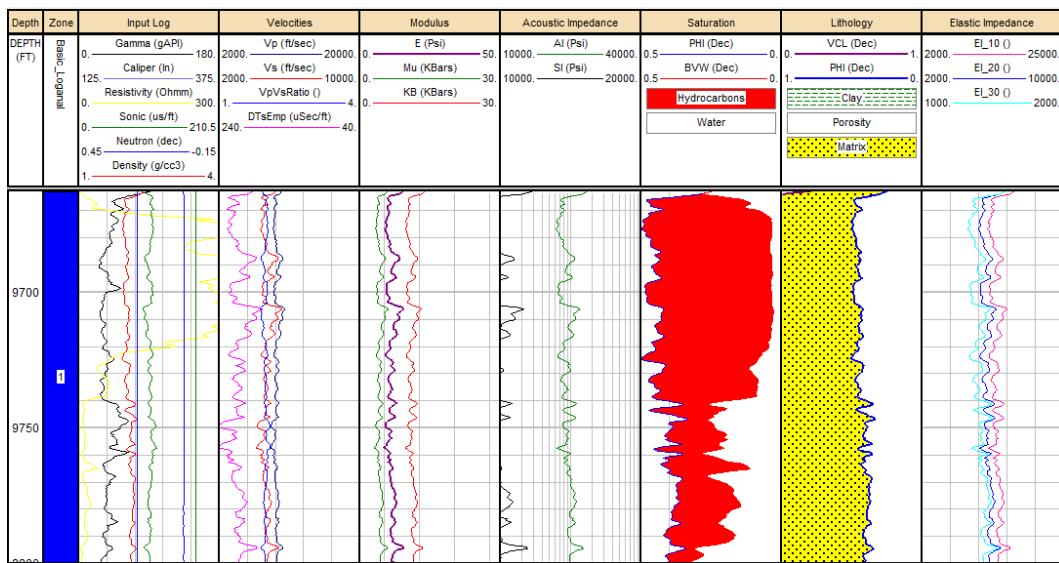 Depth Zone Input Log Velocities Modulus Acoustic Impedance Saturation Lithology Elastic Impedance
DEPTH
(FT)
Basic_Loganal
Gamma (gAPI)
0. 180.
Caliper (In)
125. 375.
Resistivity (Ohmm)
0. 300.
Sonic (us/ft)
0. 210.5
Neutron (dec)
0.45 -0.15
Density (g/cc3)
1. 4.
Vp (ft/sec)
2000. 20000.
Vs (ft/sec)
2000. 10000.
VpVsRatio ()
1. 4.
DTsEmp (uSec/ft)
240. 40.
E (Psi)
0. 50.
Mu (KBars)
0. 30.
KB (KBars)
0. 30.
AI (Psi)
10000. 40000.
SI (Psi)
10000. 20000.
PHI (Dec)
0.5 0.
BVW (Dec)
0.5 0.
Hydrocarbons
Water
VCL (Dec)
0. 1.
PHI (Dec)
1. 0.
Clay
Porosity
Matrix
EI_10 ()
2000. 25000.
EI_20 ()
2000. 10000.
EI_30 ()
1000. 2000.
9700
1
9750